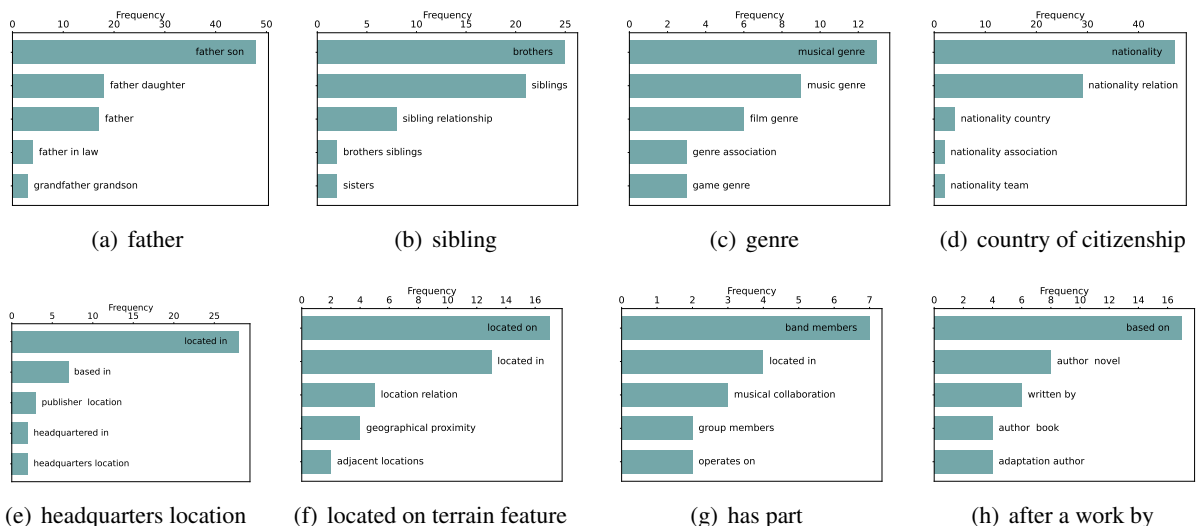 Frequency
0 10 20 30 40 50
father son
father daughter
father
father in law
grandfather grandson
(a) father
Frequency
0 5 10 15 20 25
brothers
siblings
sibling relationship
brothers siblings
sisters
(b) sibling
Frequency
0 2 4 6 8 10 12
musical genre
music genre
film genre
genre association
game genre
(c) genre
Frequency
0 10 20 30 40
nationality
nationality relation
nationality country
nationality association
nationality team
(d) country of citizenship
Frequency
0 5 10 15 20 25
located in
based in
publisher location
headquartered in
headquarters location
(e) headquarters location
Frequency
0 2 4 6 8 10 12 14 16
located on
located in
location relation
geographical proximity
adjacent locations
(f) located on terrain feature
Frequency
0 1 2 3 4 5 6 7
band members
located in
musical collaboration
group members
operates on
(g) has part
Frequency
0 2 4 6 8 10 12 14 16
based on
author novel
written by
author book
adaptation author
(h) after a work by